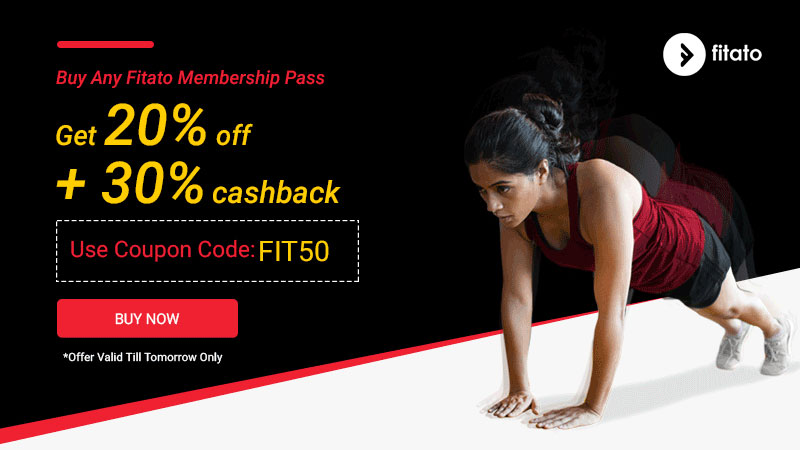 fitato
Buy Any Fitato Membership Pass
Get 20% off
+ 30% cashback
Use Coupon Code: FIT50
BUY NOW
*Offer Valid Till Tomorrow Only